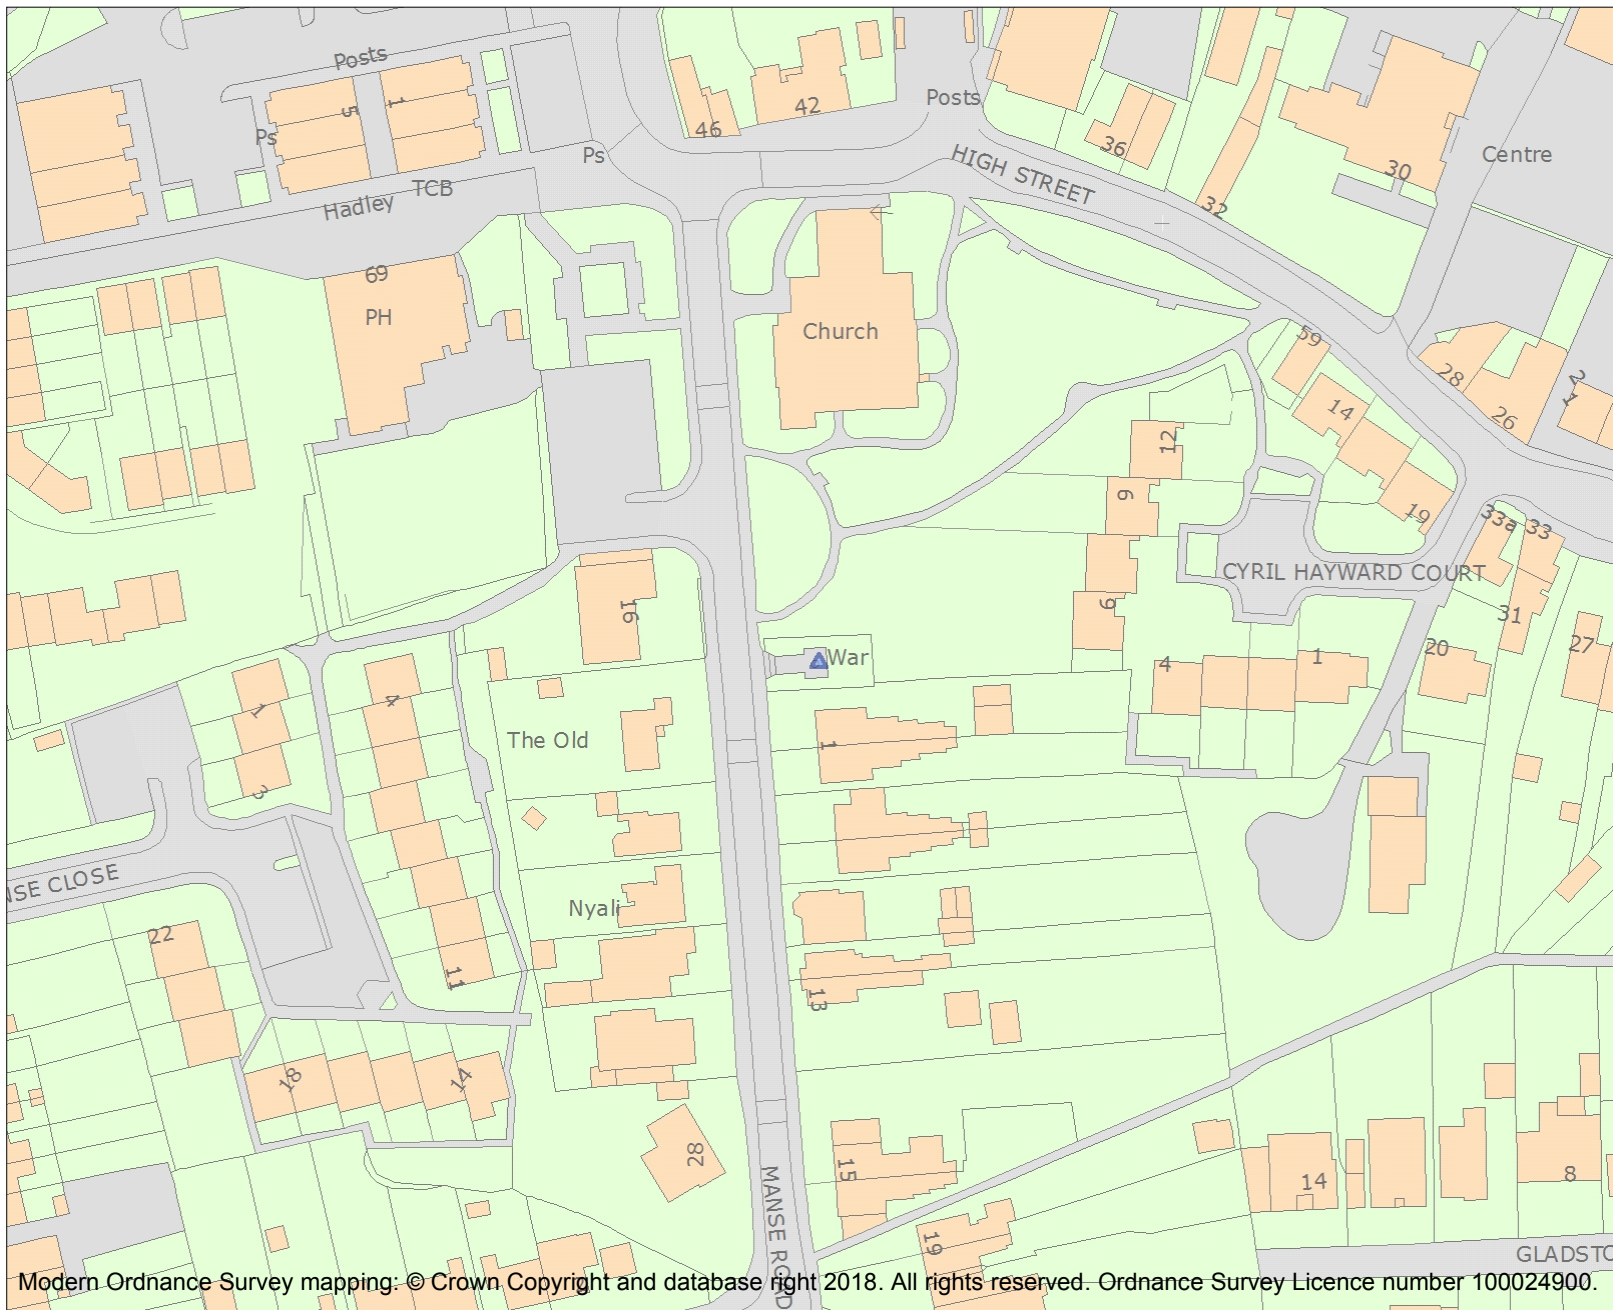 Posts
5
1
Ps
TCB
Hadley
Ps
46
42
Posts
HIGH STREET
36
32
30
Centre
69
PH
Church
59
14
28
26
2
1
12
9
19
33a
33
CYRIL HAYWARD COURT
16
6
31
War
4
1
20
27
1
3
4
The Old
1
NSE CLOSE
Nyali
22
11
13
18
14
28
15
MANSE ROAD
14
8
19
GLADSTO
Modern Ordnance Survey mapping: © Crown Copyright and database right 2018. All rights reserved. Ordnance Survey Licence number 100024900.